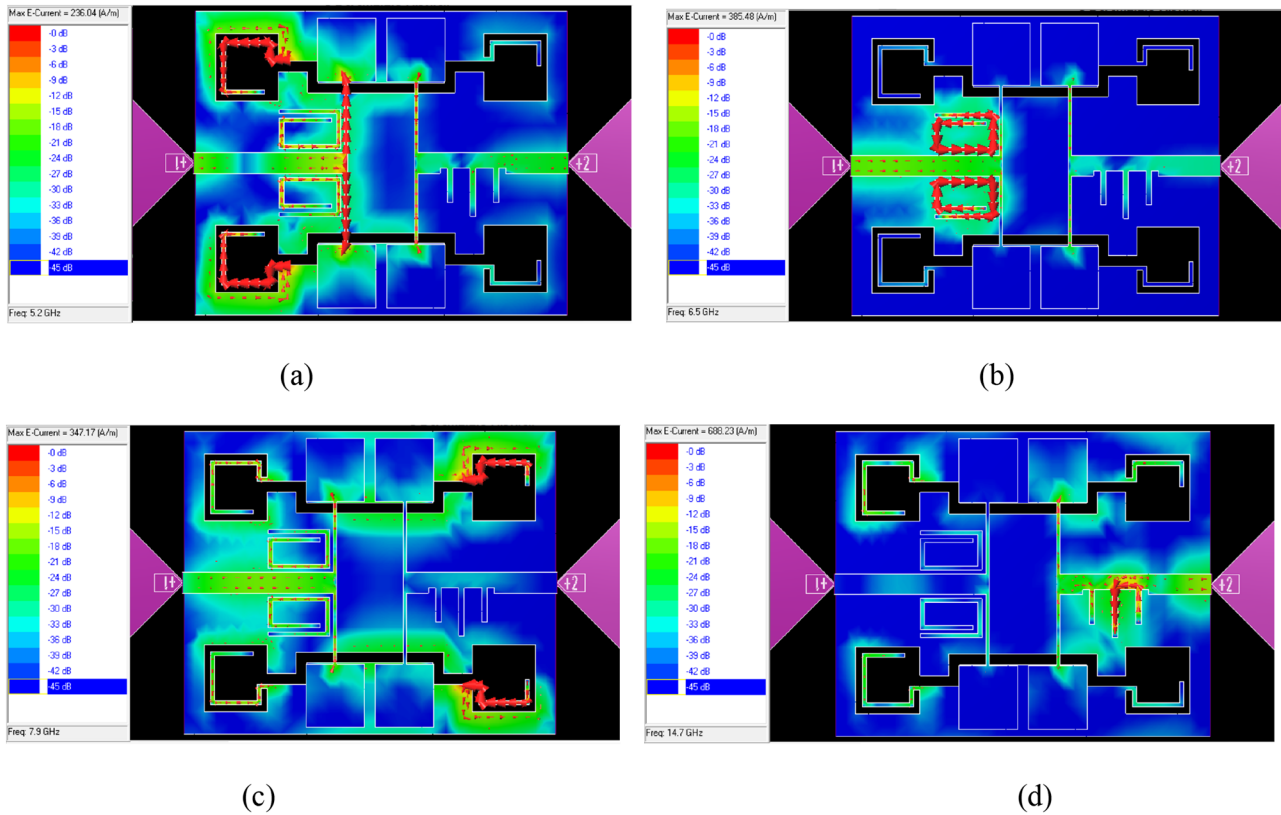 Max E-Current = 236.04 (A/m)
-0 dB
-3 dB
-6 dB
-9 dB
-12 dB
-15 dB
-18 dB
-21 dB
-24 dB
-27 dB
-30 dB
-33 dB
-36 dB
-39 dB
-42 dB
-45 dB
Freq: 5.2 GHz
1+
+2
(a)
Max E-Current = 385.48 (A/m)
-0 dB
-3 dB
-6 dB
-9 dB
-12 dB
-15 dB
-18 dB
-21 dB
-24 dB
-27 dB
-30 dB
-33 dB
-36 dB
-39 dB
-42 dB
-45 dB
Freq: 6.5 GHz
1+
+2
(b)
Max E-Current = 347.17 (A/m)
-0 dB
-3 dB
-6 dB
-9 dB
-12 dB
-15 dB
-18 dB
-21 dB
-24 dB
-27 dB
-30 dB
-33 dB
-36 dB
-39 dB
-42 dB
-45 dB
Freq: 7.9 GHz
1+
+2
(c)
Max E-Current = 688.23 (A/m)
-0 dB
-3 dB
-6 dB
-9 dB
-12 dB
-15 dB
-18 dB
-21 dB
-24 dB
-27 dB
-30 dB
-33 dB
-36 dB
-39 dB
-42 dB
-45 dB
Freq: 14.7 GHz
1+
+2
(d)